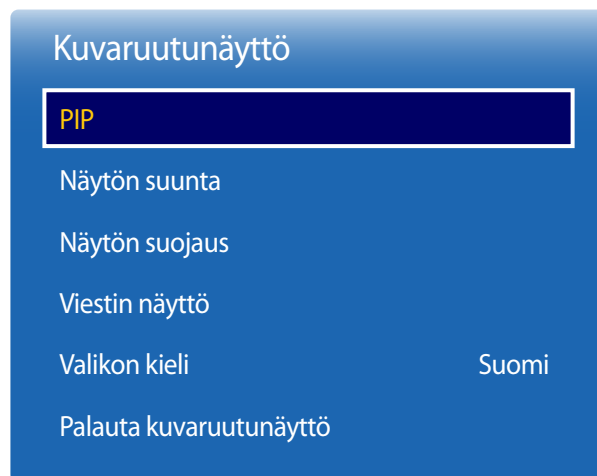 Kuvaruutunäyttö
PIP
Näytön suunta
Näytön suojaus
Viestin näyttö
Valikon kieli Suomi
Palauta kuvaruutunäyttö